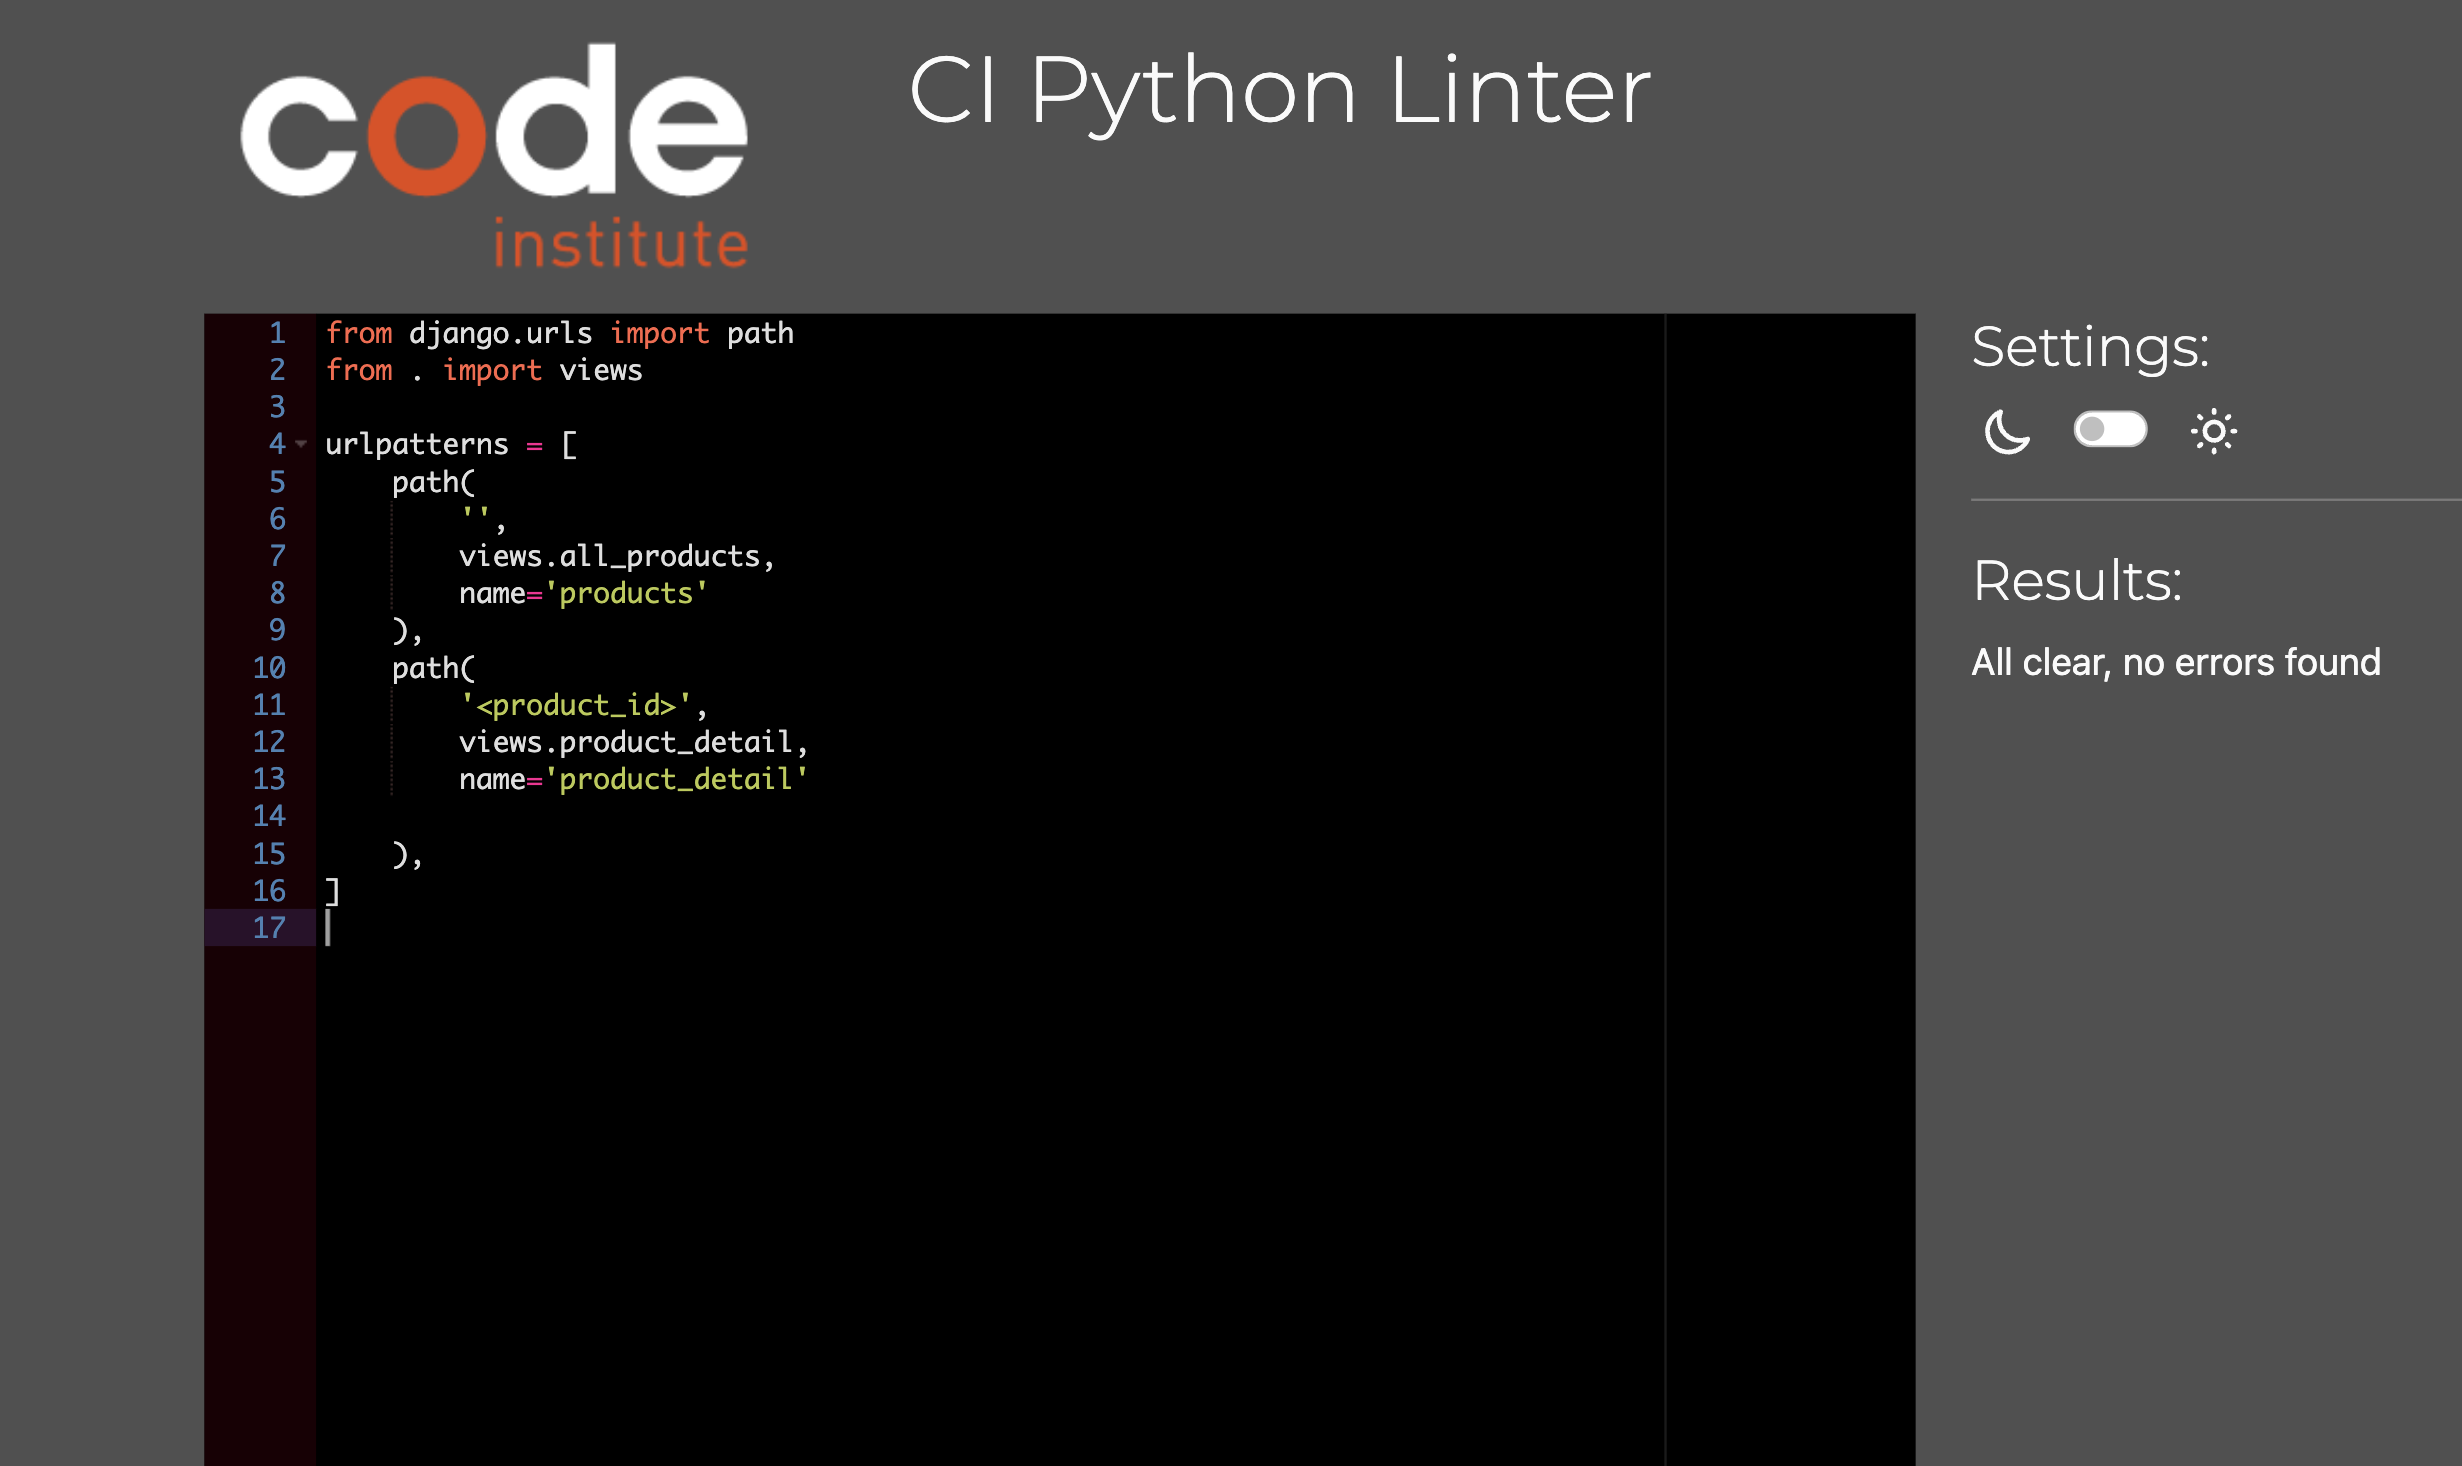 code
institute
CI Python Linter
1 from django.urls import path
2 from . import views
3
4 urlpatterns = [
5     path(
6         '',
7         views.all_products,
8         name='products'
9     ),
10     path(
11         '<product_id>',
12         views.product_detail,
13         name='product_detail'
14
15     ),
16 ]
17
Settings:
Results:
All clear, no errors found